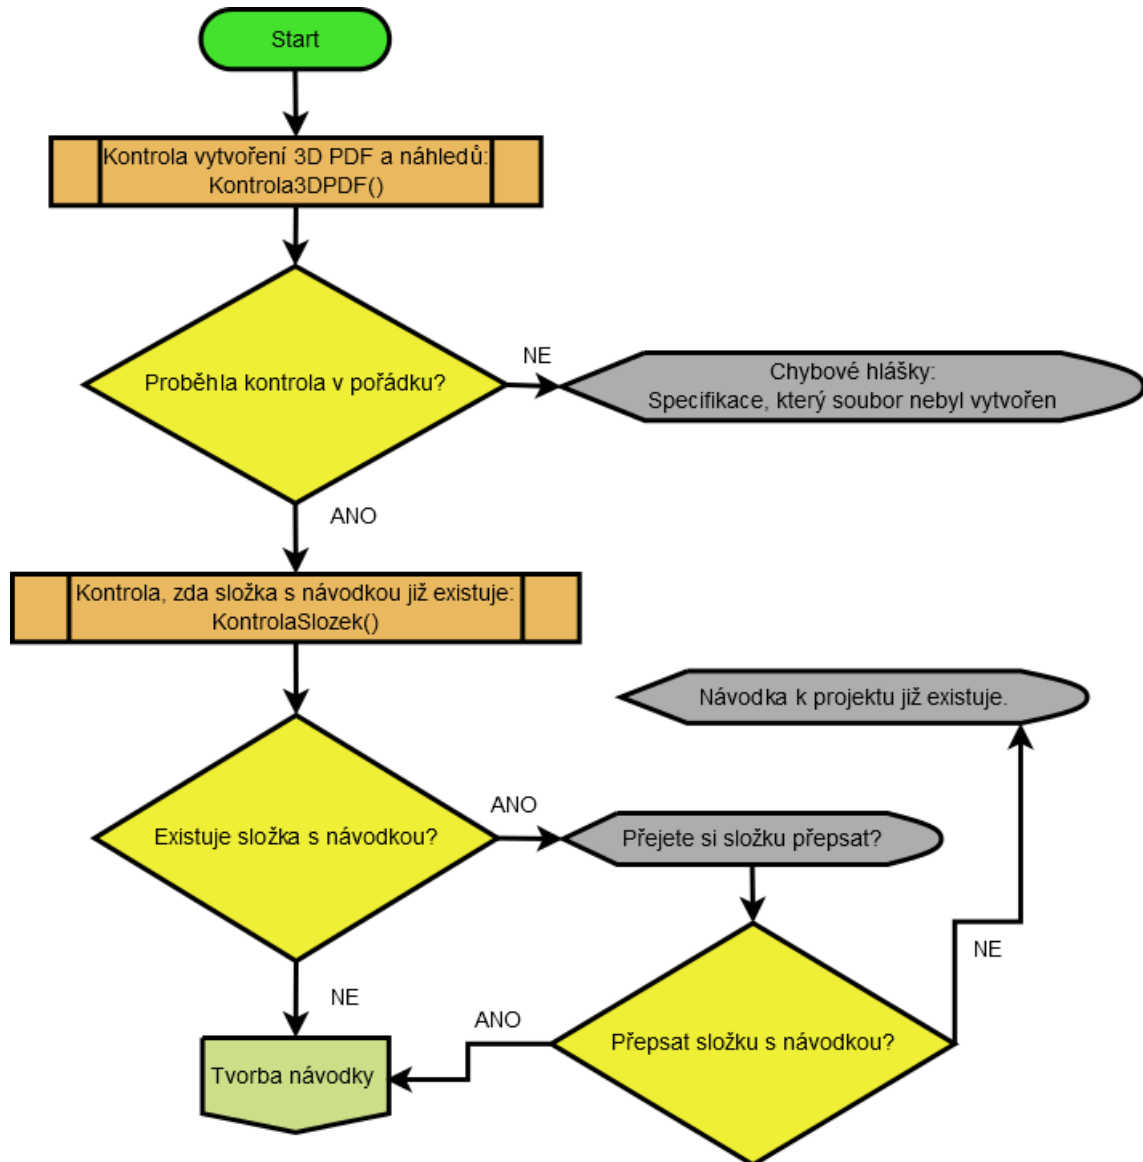 Start
Kontrola vytvoření 3D PDF a náhledů:
Kontrola3DPDF()
Proběhla kontrola v pořádku?
NE
Chybové hlášky:
Specifikace, který soubor nebyl vytvořen
ANO
Kontrola, zda složka s návodkou již existuje:
KontrolaSlozek()
Návodka k projektu již existuje.
Existuje složka s návodkou?
ANO
Přejete si složku přepsat?
NE
NE
ANO
Přepsat složku s návodkou?
Tvorba návodky